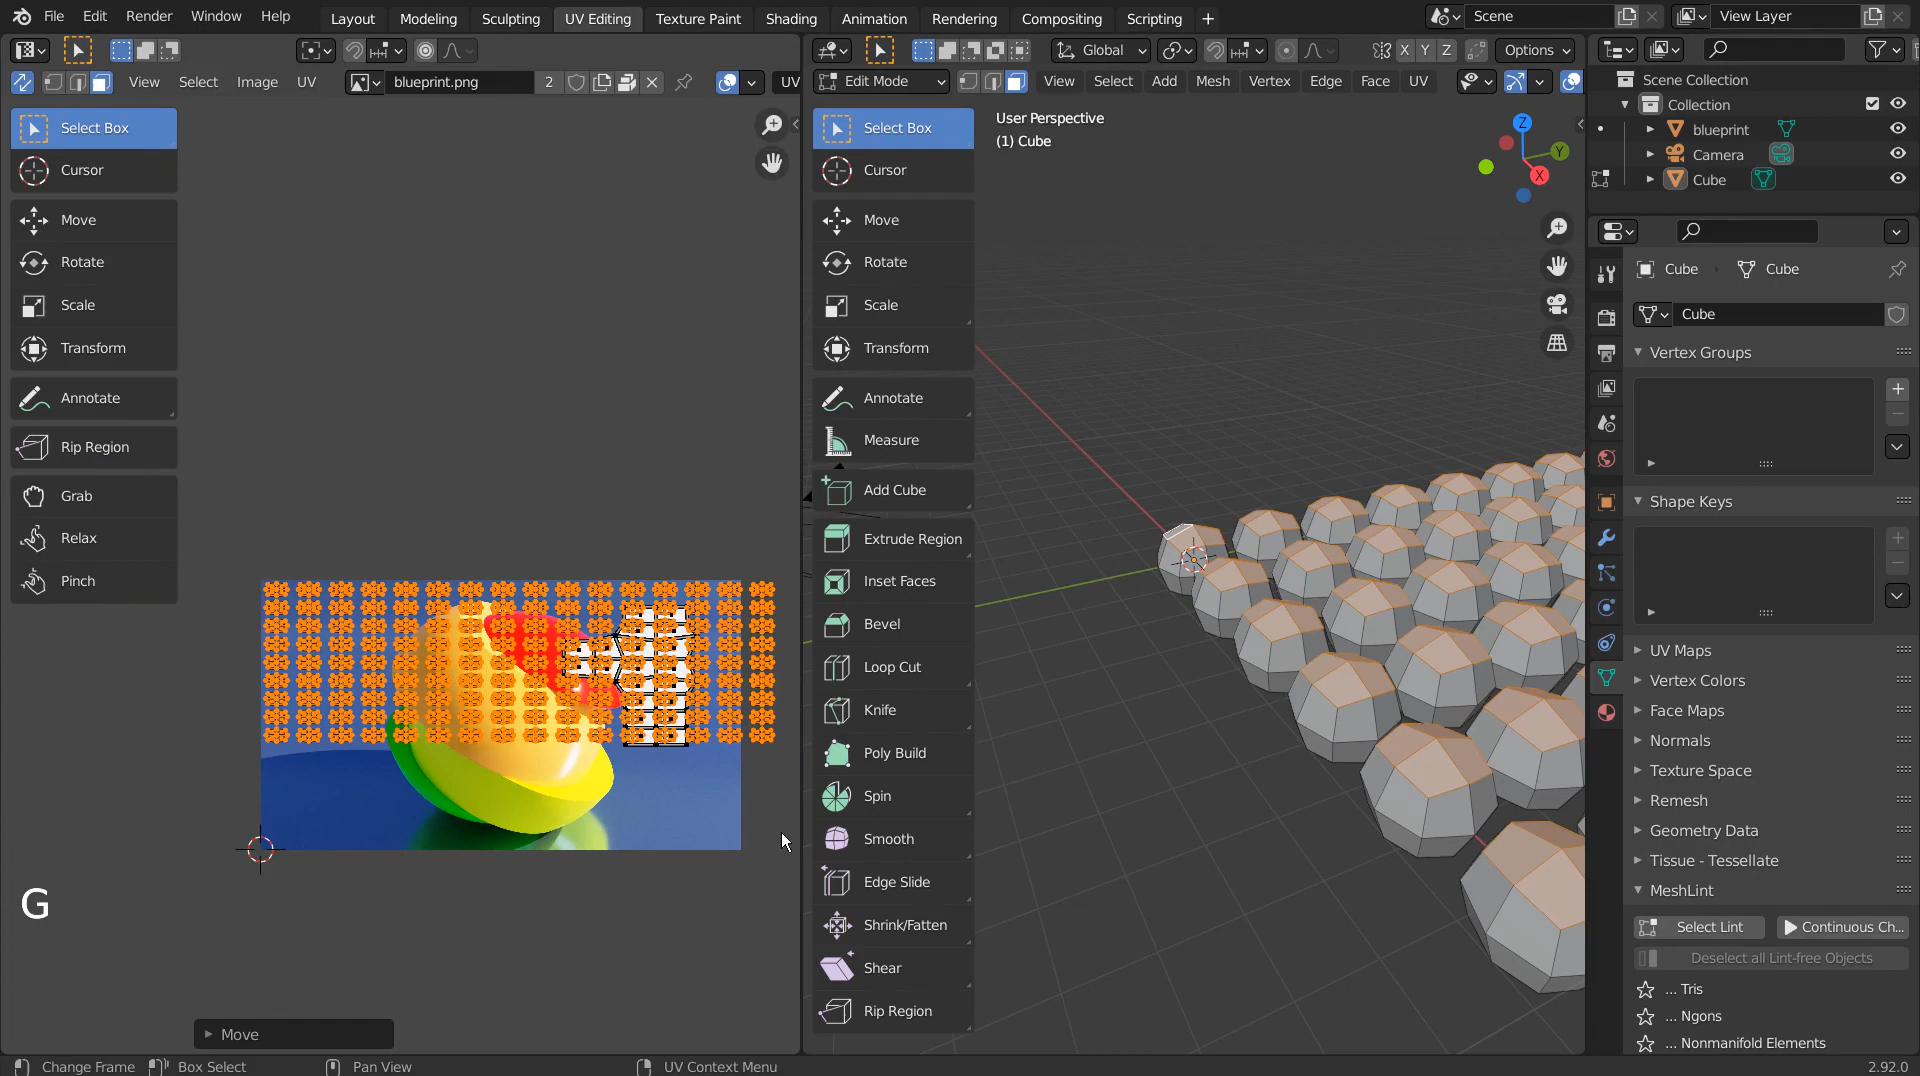 File Edit Render Window Help Layout Modeling Sculpting UV Editing Texture Paint Shading Animation Rendering Compositing Scripting + Scene View Layer
Global X Y Z Options
View Select Image UV blueprint.png 2 UV Edit Mode View Select Add Mesh Vertex Edge Face UV
Scene Collection
Collection
blueprint
Camera
Cube
Select Box
Cursor
Move
Rotate
Scale
Transform
Annotate
Rip Region
Grab
Relax
Pinch
G
Move
Select Box
Cursor
Move
Rotate
Scale
Transform
Annotate
Measure
Add Cube
Extrude Region
Inset Faces
Bevel
Loop Cut
Knife
Poly Build
Spin
Smooth
Edge Slide
Shrink/Fatten
Shear
Rip Region
User Perspective
(1) Cube
Z
Y
X
Cube Cube
Cube
Vertex Groups
Shape Keys
UV Maps
Vertex Colors
Face Maps
Normals
Texture Space
Remesh
Geometry Data
Tissue - Tessellate
MeshLint
Select Lint Continuous Ch...
Deselect all Lint-free Objects
... Tris
... Ngons
... Nonmanifold Elements
Change Frame Box Select Pan View UV Context Menu 2.92.0